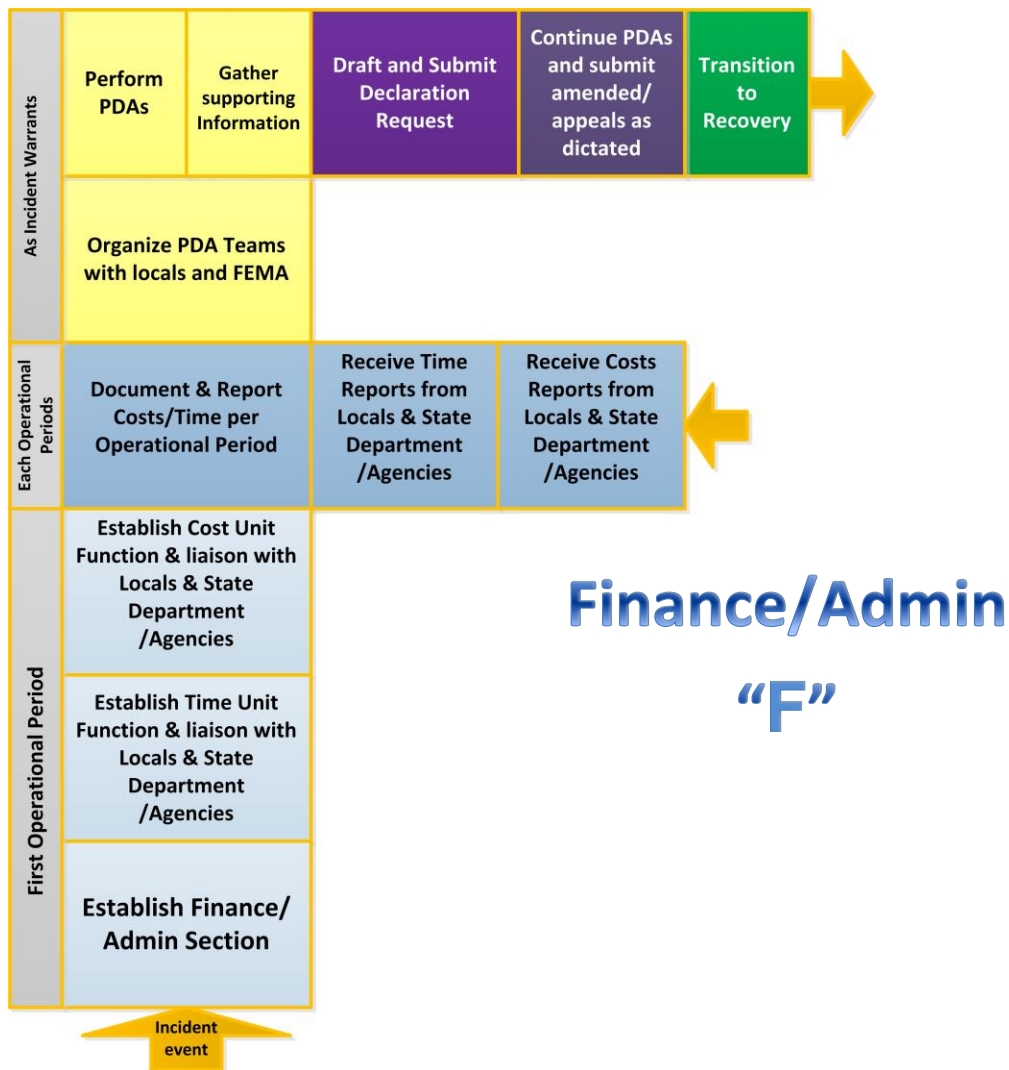 As Incident Warrants
Perform
PDAs
Gather
supporting
Information
Draft and Submit
Declaration
Request
Continue PDAs
and submit
amended/
appeals as
dictated
Transition
to
Recovery
Organize PDA Teams
with locals and FEMA
Each Operational
Periods
Document & Report
Costs/Time per
Operational Period
Receive Time
Reports from
Locals & State
Department
/Agencies
Receive Costs
Reports from
Locals & State
Department
/Agencies
First Operational Period
Establish Cost Unit
Function & liaison with
Locals & State
Department
/Agencies
Establish Time Unit
Function & liaison with
Locals & State
Department
/Agencies
Establish Finance/
Admin Section
Incident
event
Finance/Admin
“F”